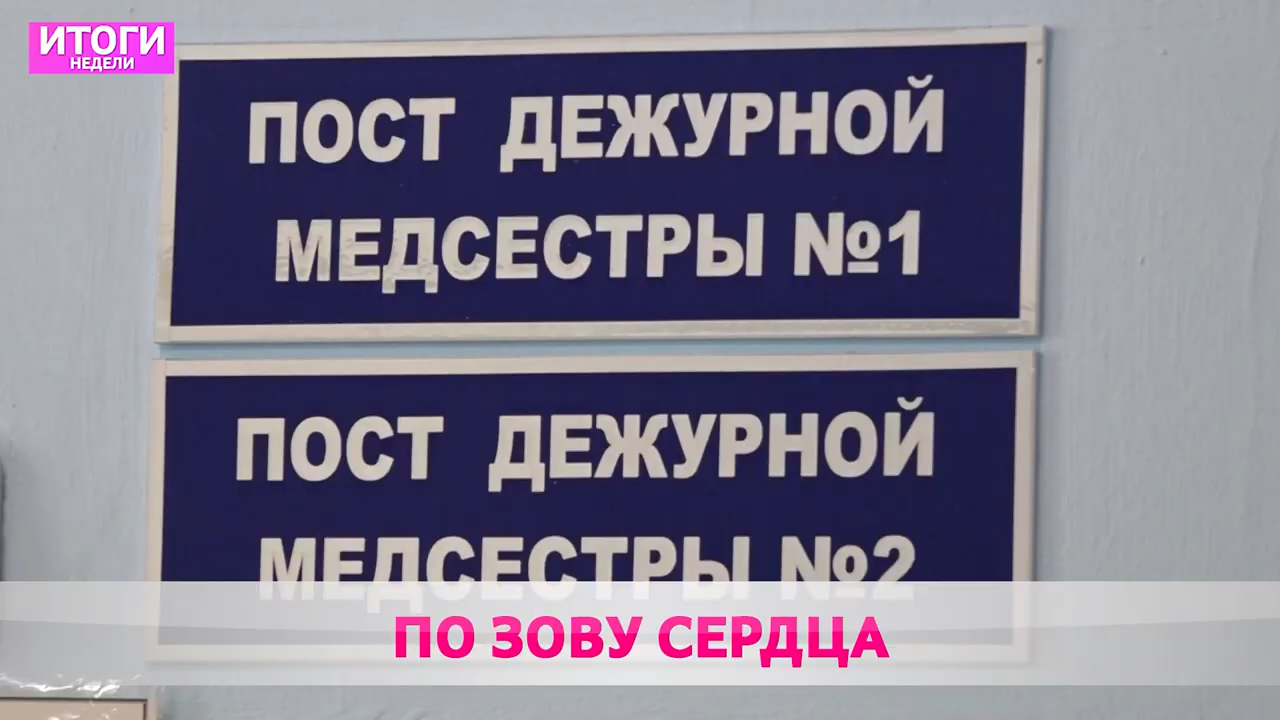 ИТОГИ
НЕДЕЛИ
ПОСТ ДЕЖУРНОЙ
МЕДСЕСТРЫ №1
ПОСТ ДЕЖУРНОЙ
МЕДСЕСТРЫ №2
ПО ЗОВУ СЕРДЦА